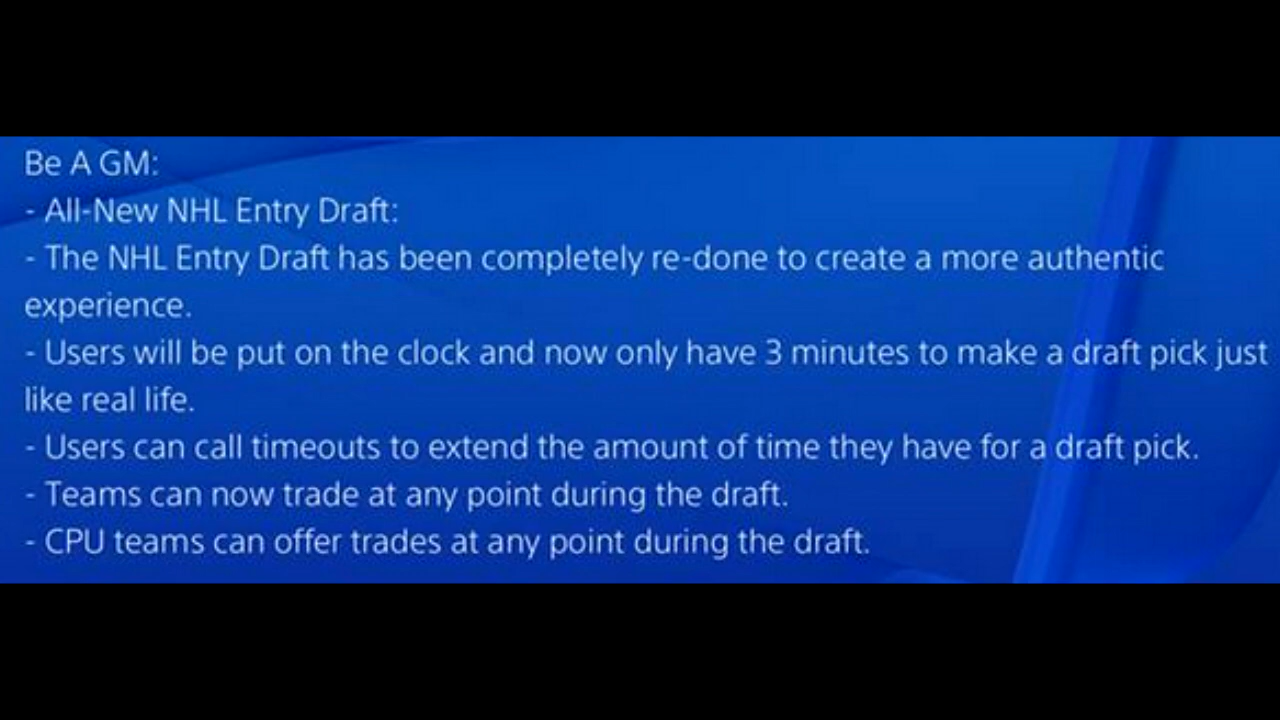 Be A GM:
- All-New NHL Entry Draft:
- The NHL Entry Draft has been completely re-done to create a more authentic
experience.
- Users will be put on the clock and now only have 3 minutes to make a draft pick just
like real life.
- Users can call timeouts to extend the amount of time they have for a draft pick.
- Teams can now trade at any point during the draft.
- CPU teams can offer trades at any point during the draft.